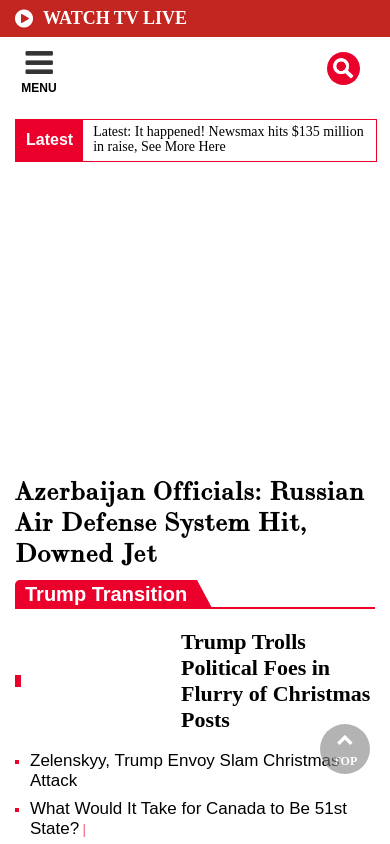 WATCH TV LIVE
MENU
Latest
Latest: It happened! Newsmax hits $135 million
in raise, See More Here
Azerbaijan Officials: Russian
Air Defense System Hit,
Downed Jet
Trump Transition
Trump Trolls
Political Foes in
Flurry of Christmas
Posts
Zelenskyy, Trump Envoy Slam Christmas
Attack
TOP
What Would It Take for Canada to Be 51st
State? |